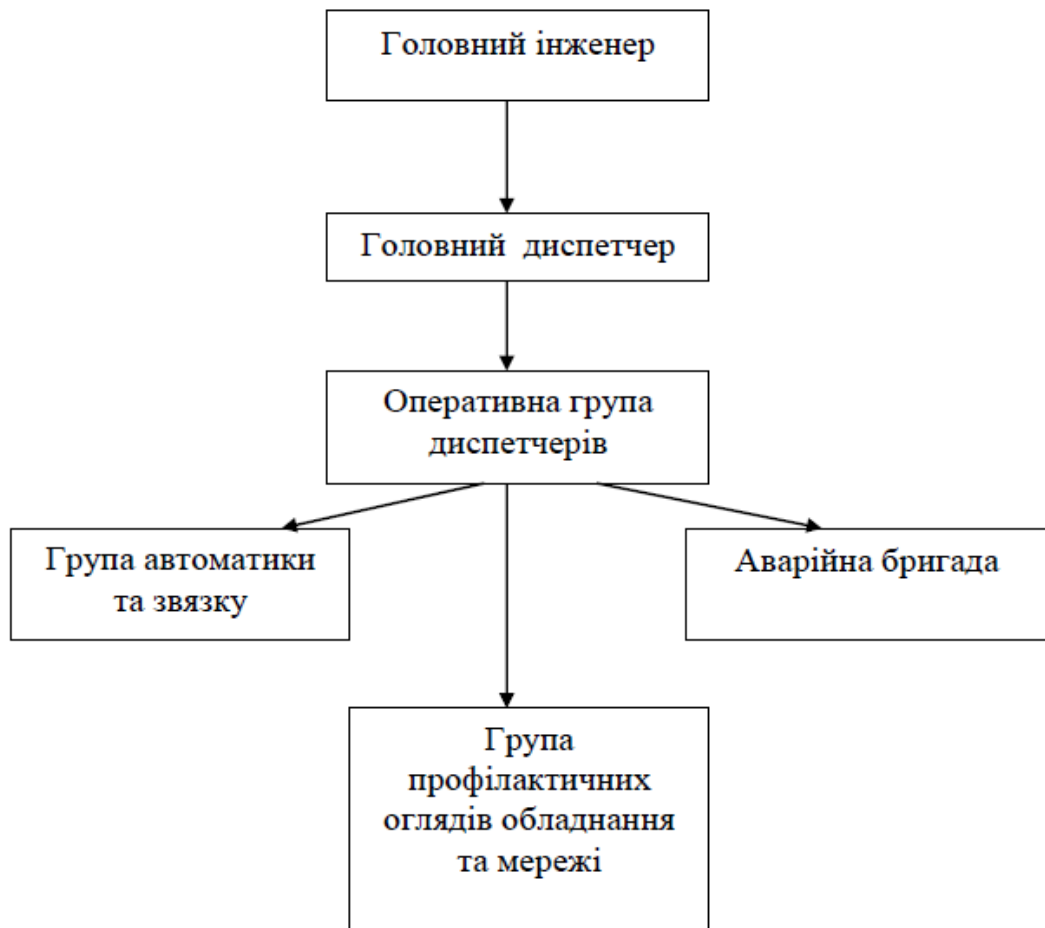 Головний інженер
Головний диспетчер
Оперативна група
диспетчерів
Група автоматики
та звязку
Аварійна бригада
Група
профілактичних
оглядів обладнання
та мережі